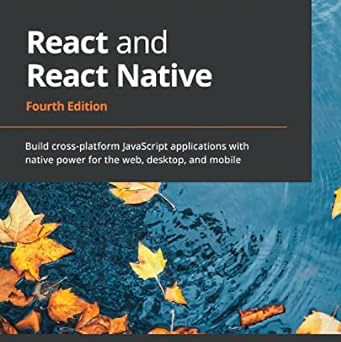 React and
React Native
Fourth Edition
Build cross-platform JavaScript applications with
native power for the web, desktop, and mobile